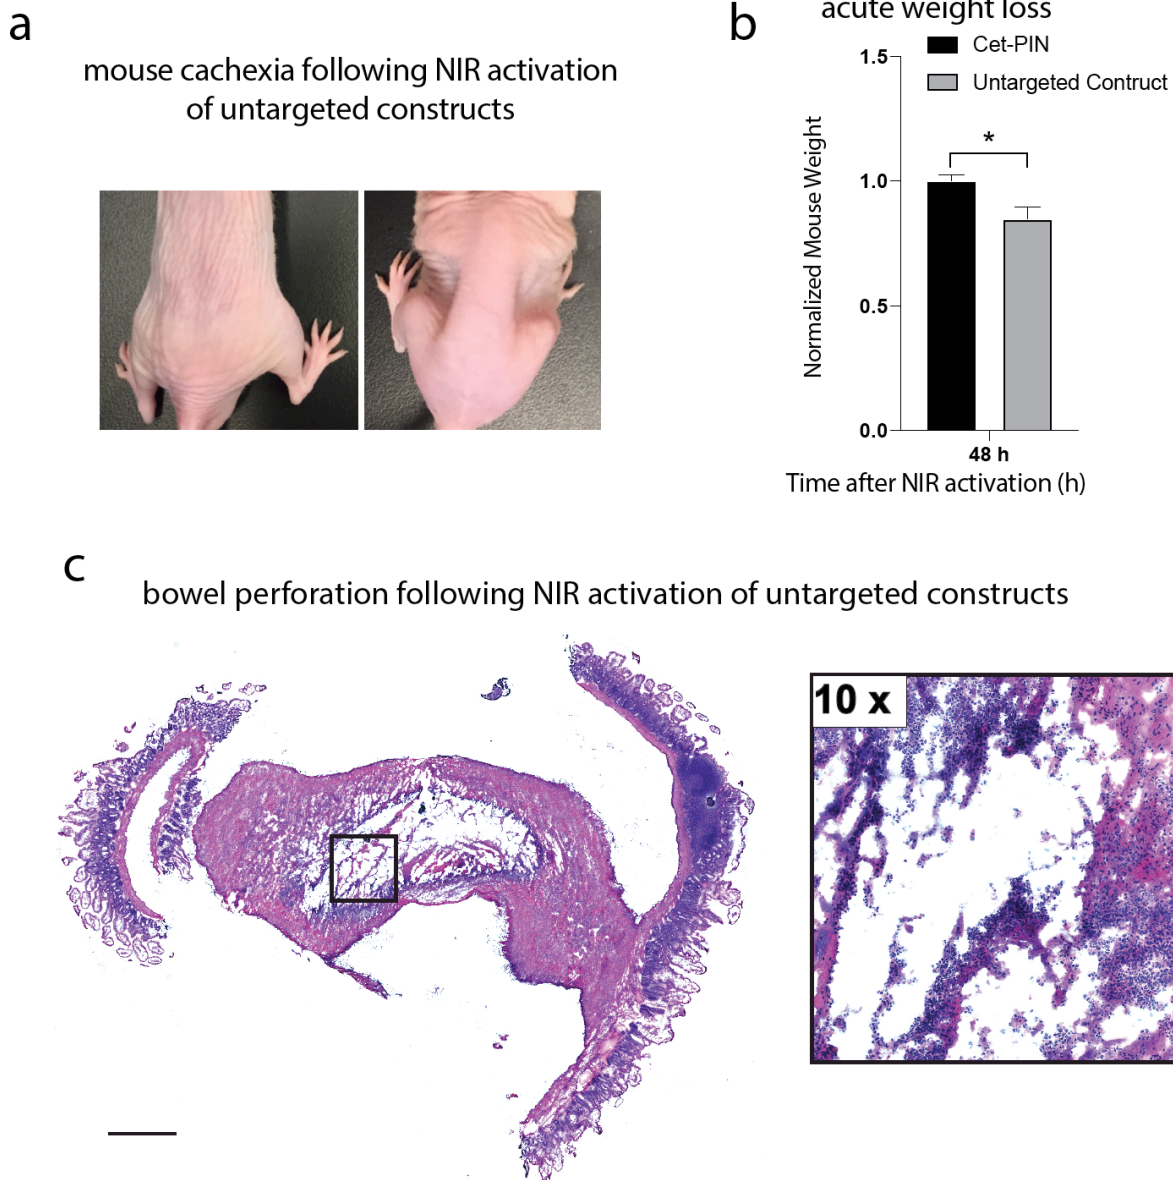 a
mouse cachexia following NIR activation
of untargeted constructs
b
acute weight loss
Cet-PIN
Untargeted Contruct
Normalized Mouse Weight
1.5
1.0
0.5
0.0
*
48 h
Time after NIR activation (h)
c
bowel perforation following NIR activation of untargeted constructs
10 x